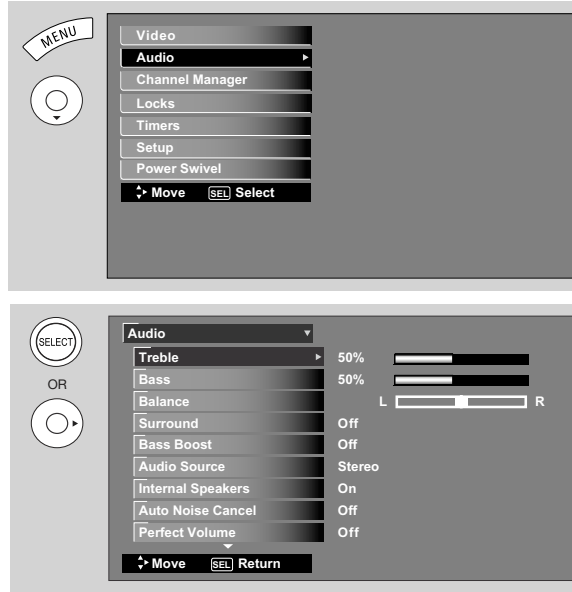 MENU
Video
Audio
Channel Manager
Locks
Timers
Setup
Power Swivel
Move SEL Select
SELECT
OR
Audio
Treble 50%
Bass 50%
Balance L R
Surround Off
Bass Boost Off
Audio Source Stereo
Internal Speakers On
Auto Noise Cancel Off
Perfect Volume Off
Move SEL Return